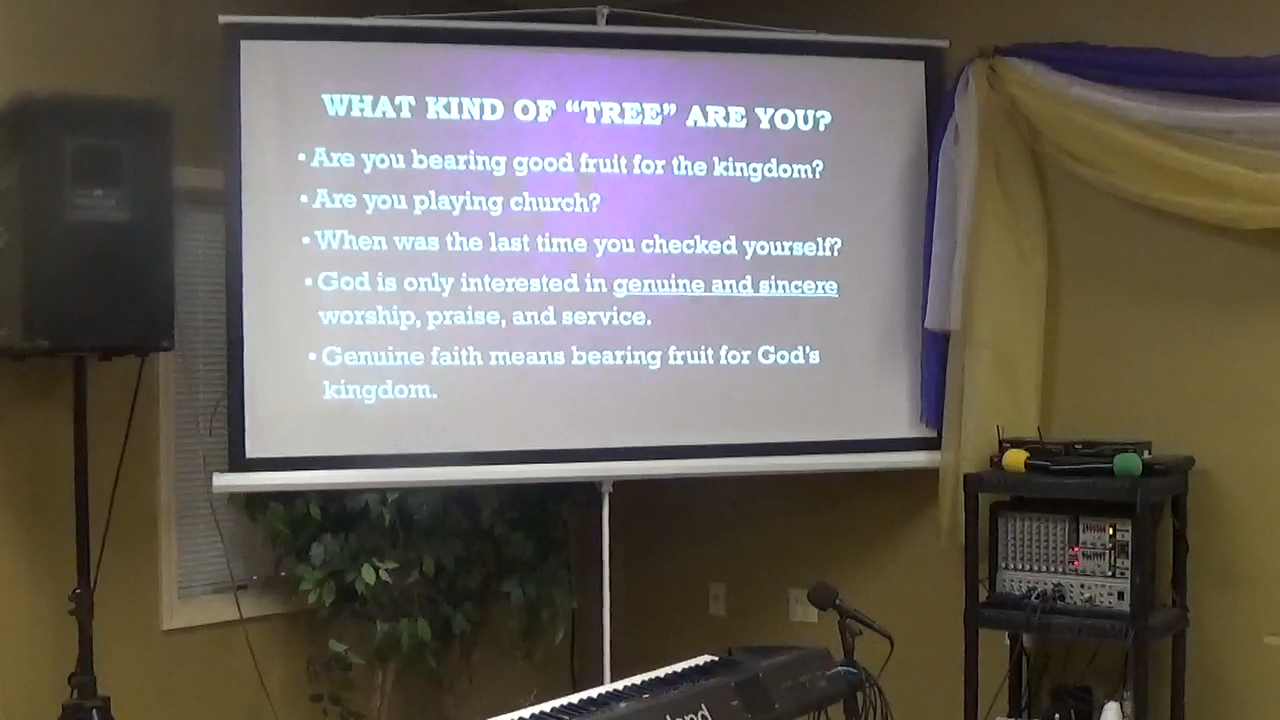 WHAT KIND OF “TREE” ARE YOU?
• Are you bearing good fruit for the kingdom?
• Are you playing church?
• When was the last time you checked yourself?
• God is only interested in genuine and sincere
worship, praise, and service.
• Genuine faith means bearing fruit for God’s
kingdom.